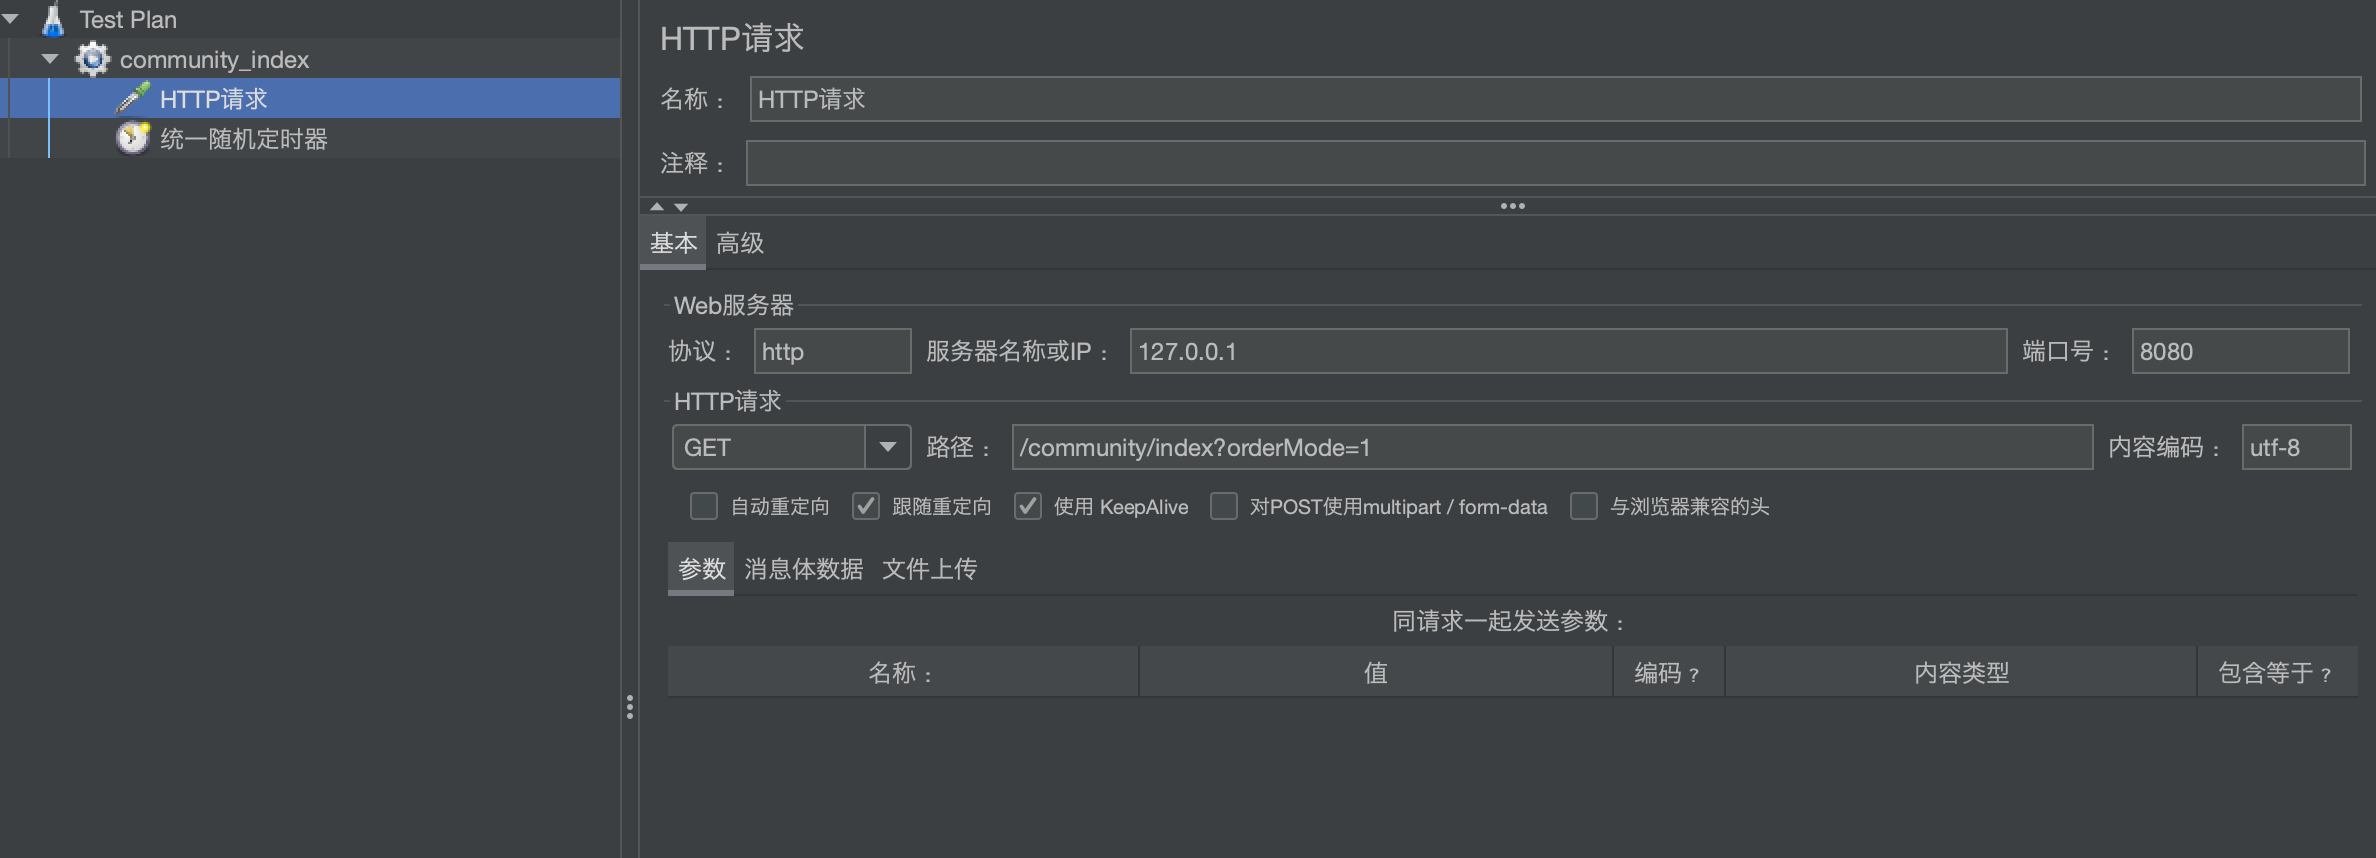 Test Plan
community_index
HTTP请求
统一随机定时器
HTTP请求
名称： HTTP请求
注释：
基本 高级
Web服务器
协议： http 服务器名称或IP： 127.0.0.1 端口号： 8080
HTTP请求
GET 路径： /community/index?orderMode=1 内容编码： utf-8
自动重定向 跟随重定向 使用 KeepAlive 对POST使用multipart / form-data 与浏览器兼容的头
参数 消息体数据 文件上传
同请求一起发送参数：
名称： 值 编码？ 内容类型 包含等于？